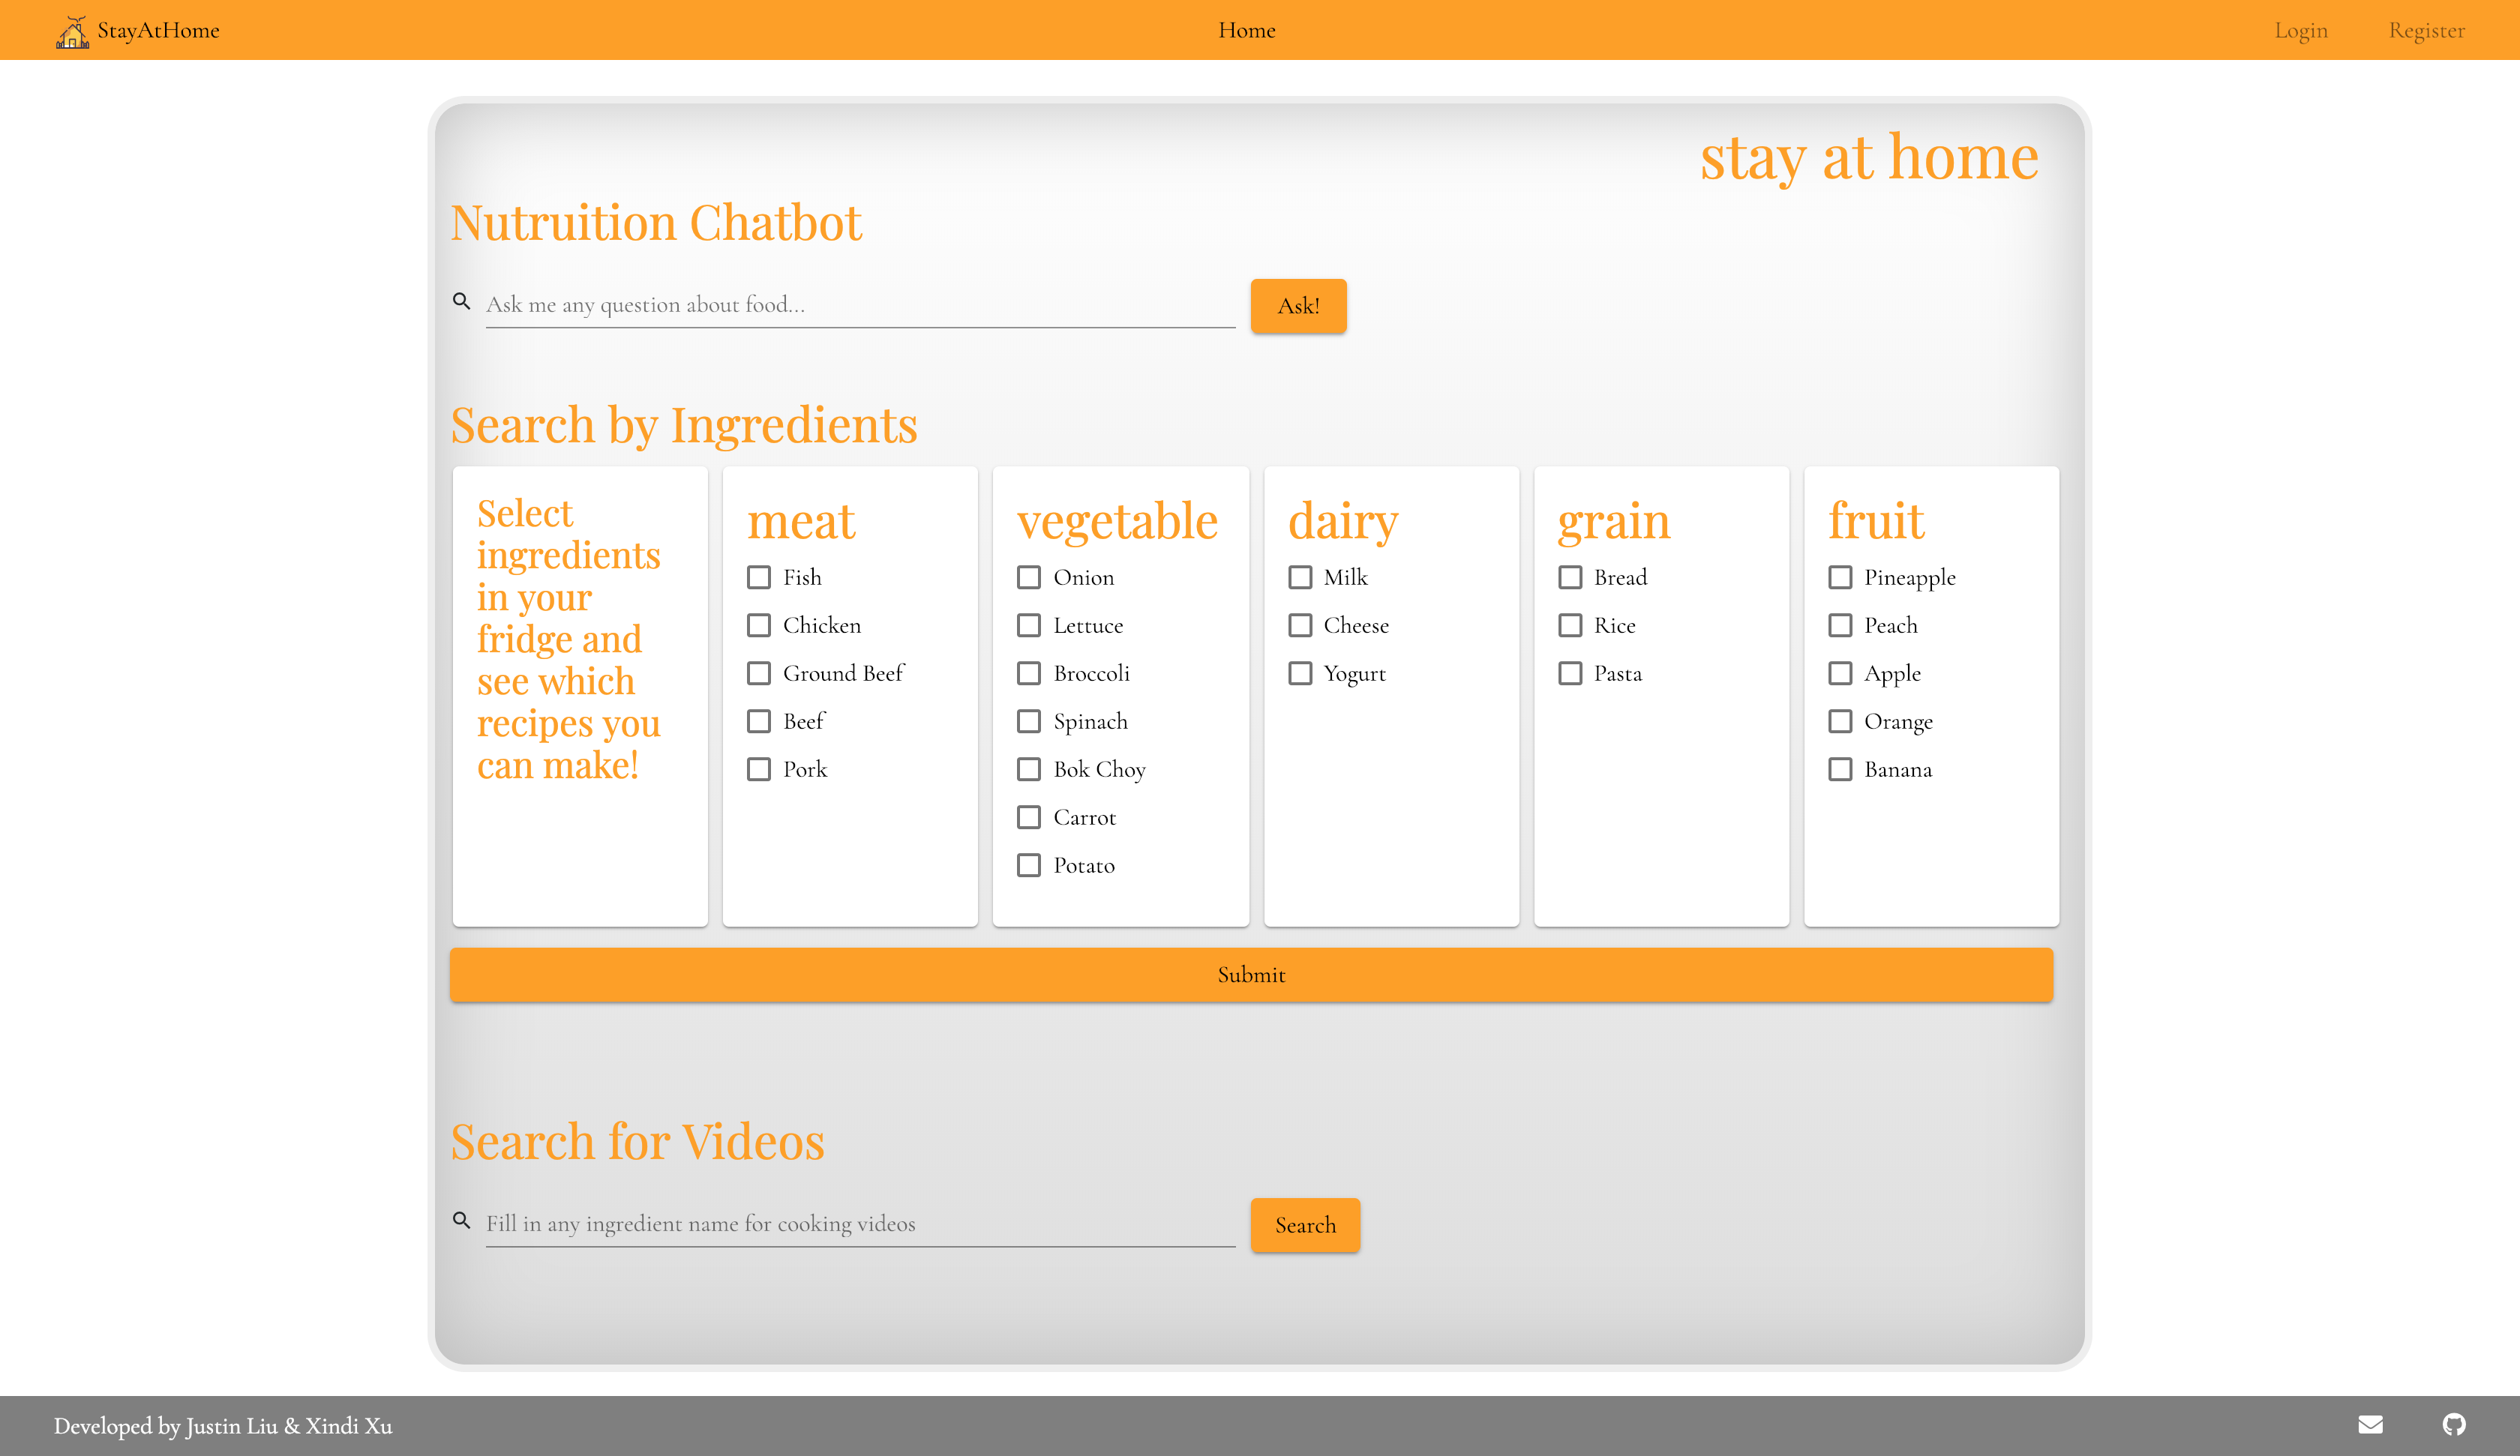 StayAtHome
Home
Login
Register
stay at home
Nutruition Chatbot
Ask me any question about food...
Ask!
Search by Ingredients
Select
ingredients
in your
fridge and
see which
recipes you
can make!
meat
Fish
Chicken
Ground Beef
Beef
Pork
vegetable
Onion
Lettuce
Broccoli
Spinach
Bok Choy
Carrot
Potato
dairy
Milk
Cheese
Yogurt
grain
Bread
Rice
Pasta
fruit
Pineapple
Peach
Apple
Orange
Banana
Submit
Search for Videos
Fill in any ingredient name for cooking videos
Search
Developed by Justin Liu & Xindi Xu